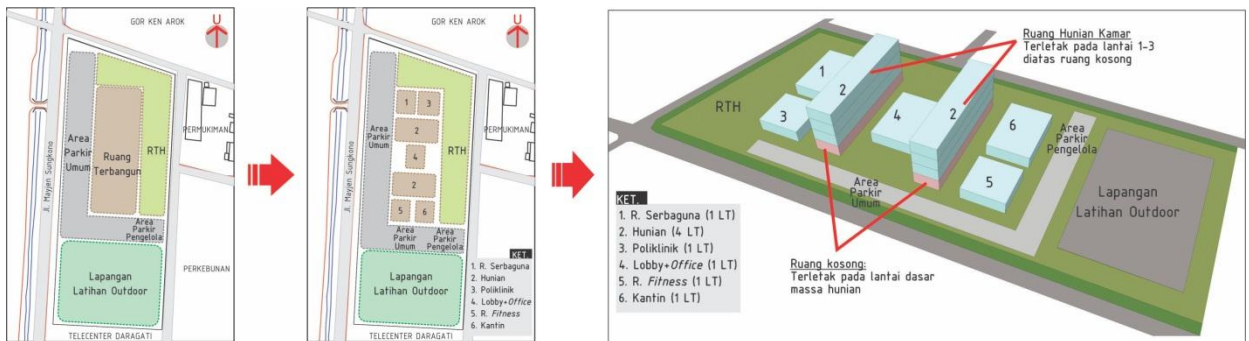 GOR KEN AROK
U
PERMUKIMAN
Area
Parkir
Umum
Ruang
Terbangun
RTH
Jl. Mayjen Sungkono
Area
Parkir
Pengelola
Lapangan
Latihan Outdoor
PERKEBUNAN
TELECENTER DARAGATI
GOR KEN AROK
U
PERMUKIMAN
1
3
2
4
2
5
6
Area
Parkir
Umum
RTH
Jl. Mayjen Sungkono
Area
Parkir
Umum
Area
Parkir
Pengelola
Lapangan
Latihan Outdoor
KET.
1. R. Serbaguna
2. Hunian
3. Poliklinik
4. Lobby+Office
5. R. Fitness
6. Kantin
TELECENTER DARAGATI
Ruang Hunian Kamar
Terletak pada lantai 1-3
diatas ruang kosong
RTH
1
2
3
4
2
6
5
Area
Parkir
Umum
Area
Parkir
Pengelola
Lapangan
Latihan Outdoor
KET.
1. R. Serbaguna (1 LT)
2. Hunian (4 LT)
3. Poliklinik (1 LT)
4. Lobby+Office (1 LT)
5. R. Fitness (1 LT)
6. Kantin (1 LT)
Ruang kosong:
Terletak pada lantai dasar
massa hunian